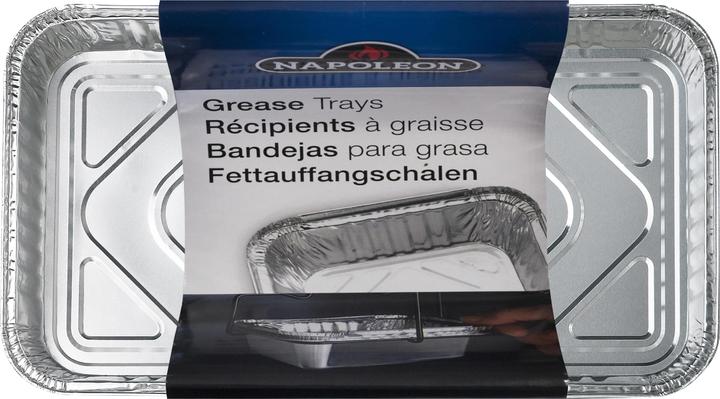 NAPOLEON
Grease Trays
Récipients à graisse
Bandejas para grasa
Fettauffangschalen